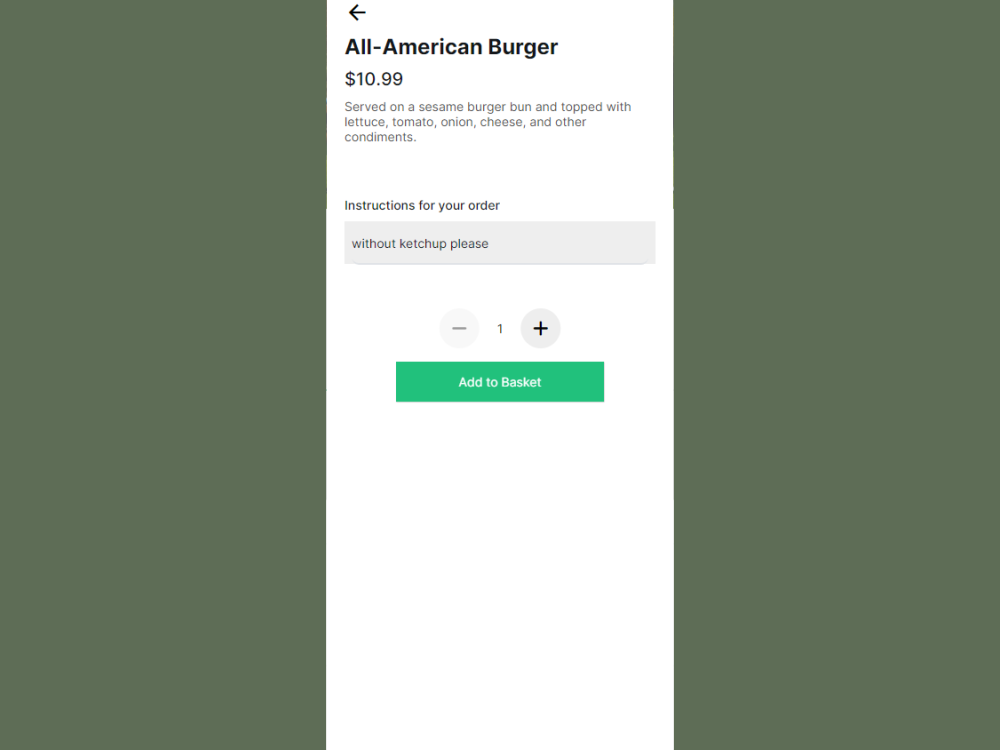 All-American Burger
$10.99
Served on a sesame burger bun and topped with
lettuce, tomato, onion, cheese, and other
condiments.
Instructions for your order
without ketchup please
1
Add to Basket